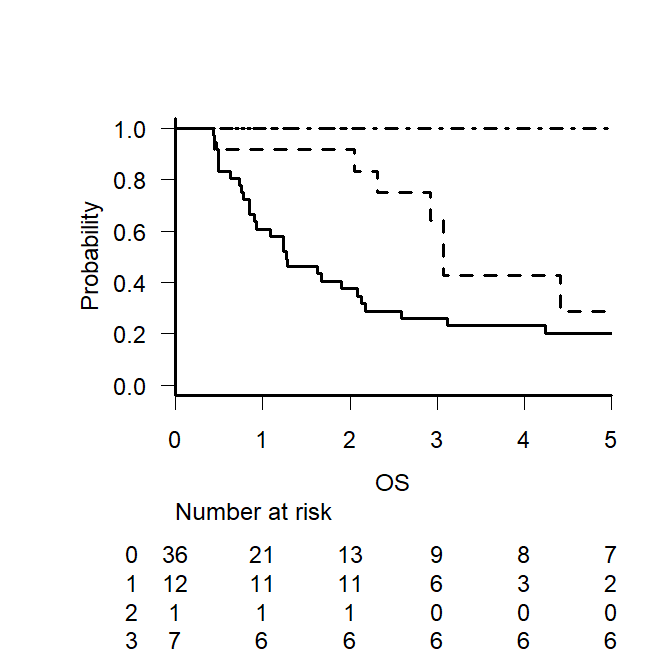 1.0
0.8
0.6
0.4
0.2
0.0
Probability
0 1 2 3 4 5
OS
Number at risk
0 36 21 13 9 8 7
1 12 11 11 6 3 2
2 1 1 1 0 0 0
3 7 6 6 6 6 6